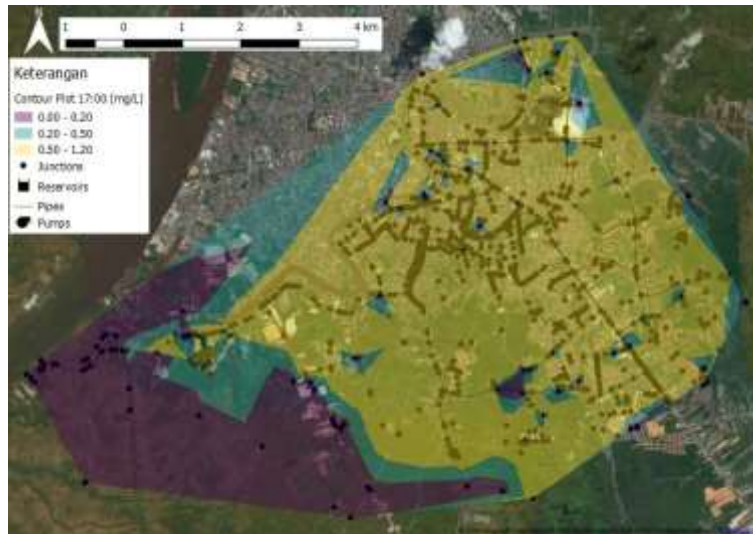 N
1 0 1 2 3 4 km
Keterangan
Contour Plot 17:00 (mg/L)
0.00 - 0.20
0.20 - 0.50
0.50 - 1.20
Junctions
Reservoirs
Pipes
Pumps